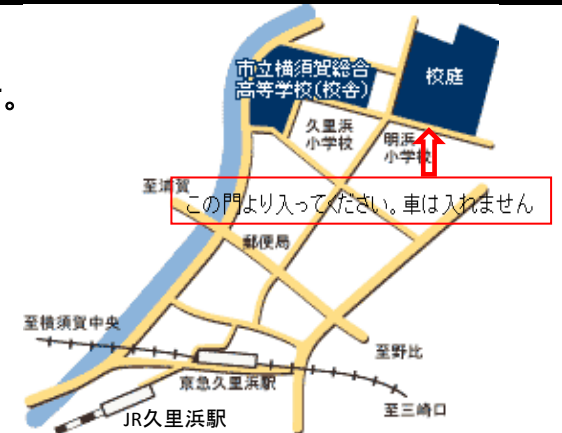 。
市立横須賀総合
高等学校(校舎)
校庭
久里浜
小学校
明浜
小学校
至浦賀
この門より入ってください。車は入れません
郵便局
至横須賀中央
至野比
京急久里浜駅
至三崎口
JR久里浜駅